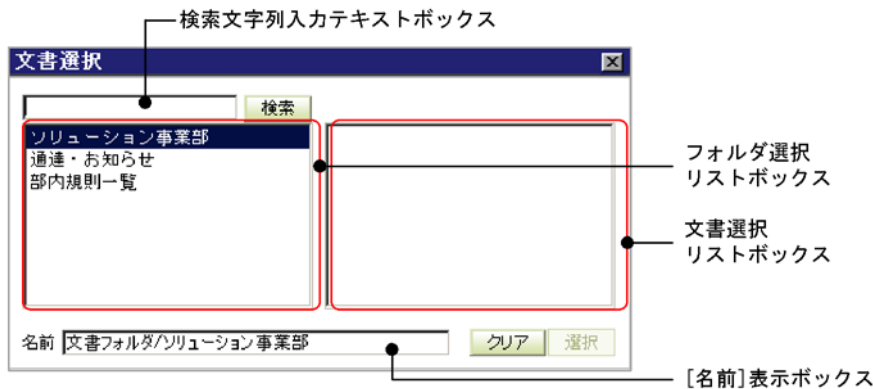 検索文字列入力テキストボックス
文書選択
検索
ソリューション事業部
通達・お知らせ
部内規則一覧
フォルダ選択
リストボックス
文書選択
リストボックス
名前 文書フォルダ/ソリューション事業部 クリア 選択
[名前]表示ボックス